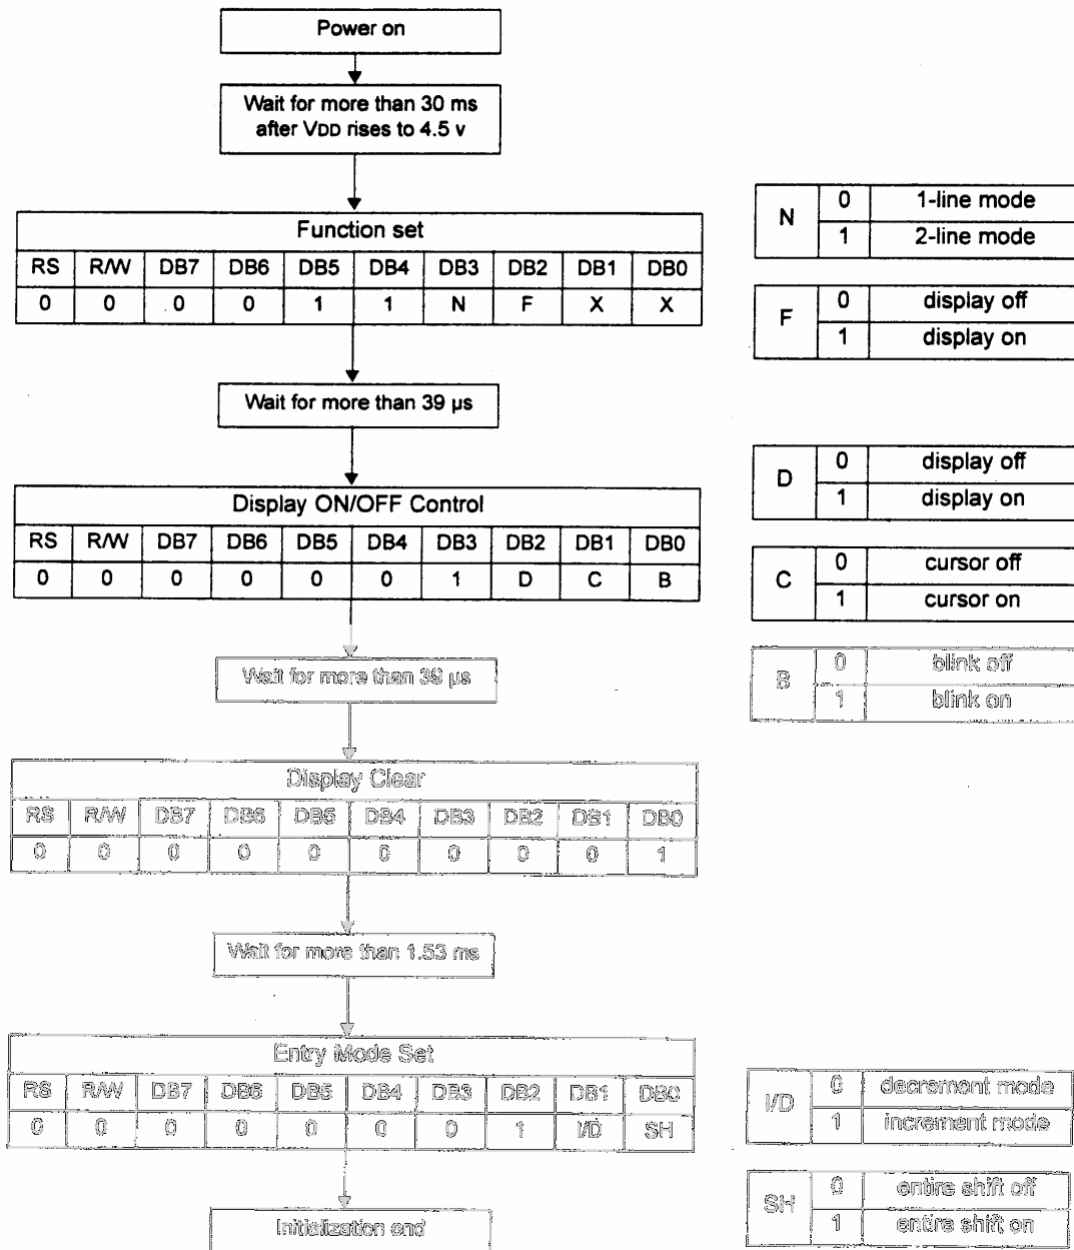 Power on
Wait for more than 30 ms
after VDD rises to 4.5 v
Function set
RS R/W DB7 DB6 DB5 DB4 DB3 DB2 DB1 DB0
0 0 0 0 1 1 N F X X
N 0 1-line mode
1 2-line mode
F 0 display off
1 display on
Wait for more than 39 µs
Display ON/OFF Control
RS R/W DB7 DB6 DB5 DB4 DB3 DB2 DB1 DB0
0 0 0 0 0 0 1 D C B
D 0 display off
1 display on
C 0 cursor off
1 cursor on
B 0 blink off
1 blink on
Wait for more than 39 µs
Display Clear
RS R/W DB7 DB6 DB5 DB4 DB3 DB2 DB1 DB0
0 0 0 0 0 0 0 0 0 1
Wait for more than 1.53 ms
Entry Mode Set
RS R/W DB7 DB6 DB5 DB4 DB3 DB2 DB1 DB0
0 0 0 0 0 0 0 1 I/D SH
I/D 0 decrement mode
1 increment mode
SH 0 entire shift off
1 entire shift on
Initialization end